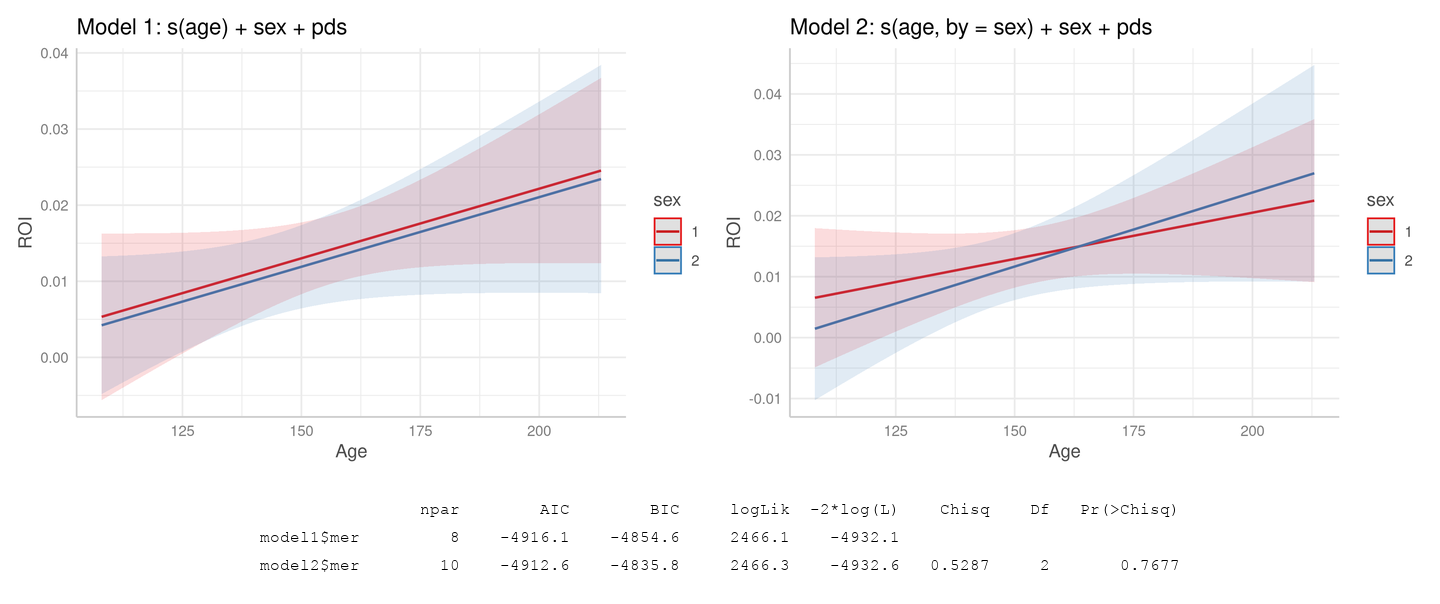 Model 1: s(age) + sex + pds
0.04
0.03
0.02
0.01
0.00
ROI
125 150 175 200
Age
sex
1
2
Model 2: s(age, by = sex) + sex + pds
0.04
0.03
0.02
0.01
0.00
-0.01
ROI
125 150 175 200
Age
sex
1
2
npar AIC BIC logLik -2*log(L) Chisq Df Pr(>Chisq)
model1$mer 8 -4916.1 -4854.6 2466.1 -4932.1
model2$mer 10 -4912.6 -4835.8 2466.3 -4932.6 0.5287 2 0.7677